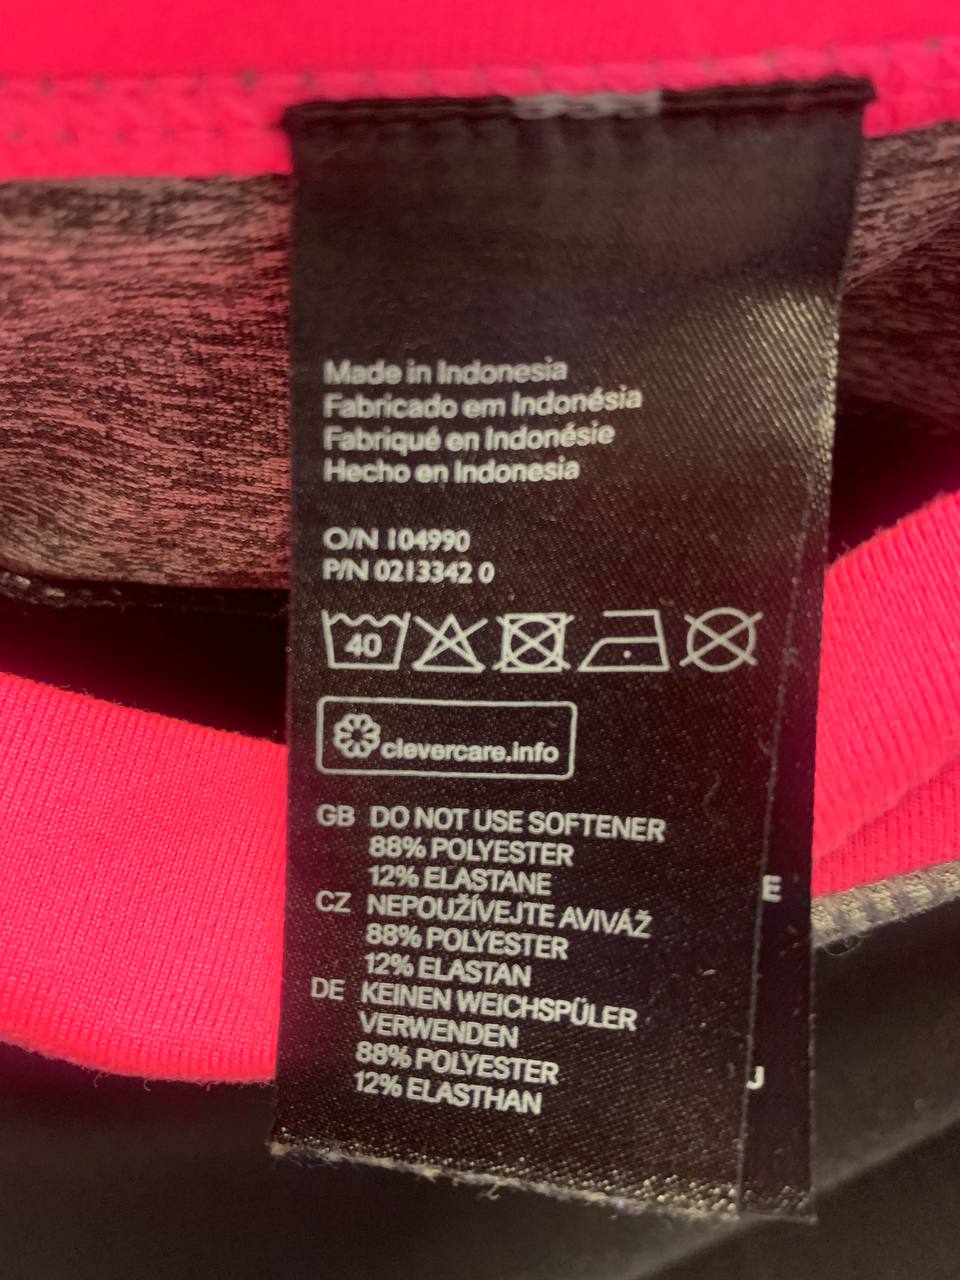 Made in Indonesia
Fabricado em Indonésia
Fabriqué en Indonésie
Hecho en Indonesia
O/N 104990
P/N 0213342 0
40
clevercare.info
GB DO NOT USE SOFTENER
88% POLYESTER
12% ELASTANE
CZ NEPOUŽÍVEJTE AVIVÁŽ
88% POLYESTER
12% ELASTAN
DE KEINEN WEICHSPÜLER
VERWENDEN
88% POLYESTER
12% ELASTHAN
E
J